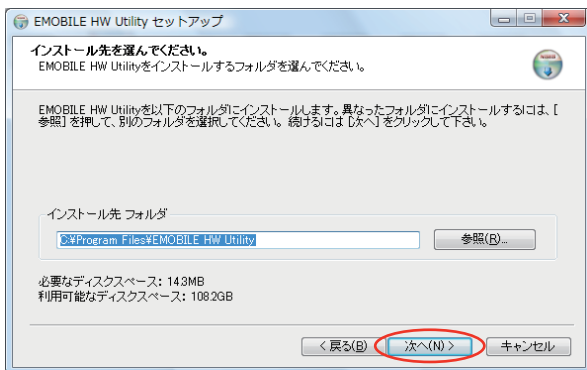 EMOBILE HW Utility セットアップ
インストール先を選んでください。
EMOBILE HW Utilityをインストールするフォルダを選んでください。
EMOBILE HW Utilityを以下のフォルダにインストールします。異なったフォルダにインストールするには、[
参照] を押して、別のフォルダを選択してください。 続けるには [次へ] をクリックして下さい。
インストール先 フォルダ
C:¥Program Files¥EMOBILE HW Utility
参照(R)...
必要なディスクスペース: 14.3MB
利用可能なディスクスペース: 108.2GB
< 戻る(B)
次へ(N) >
キャンセル